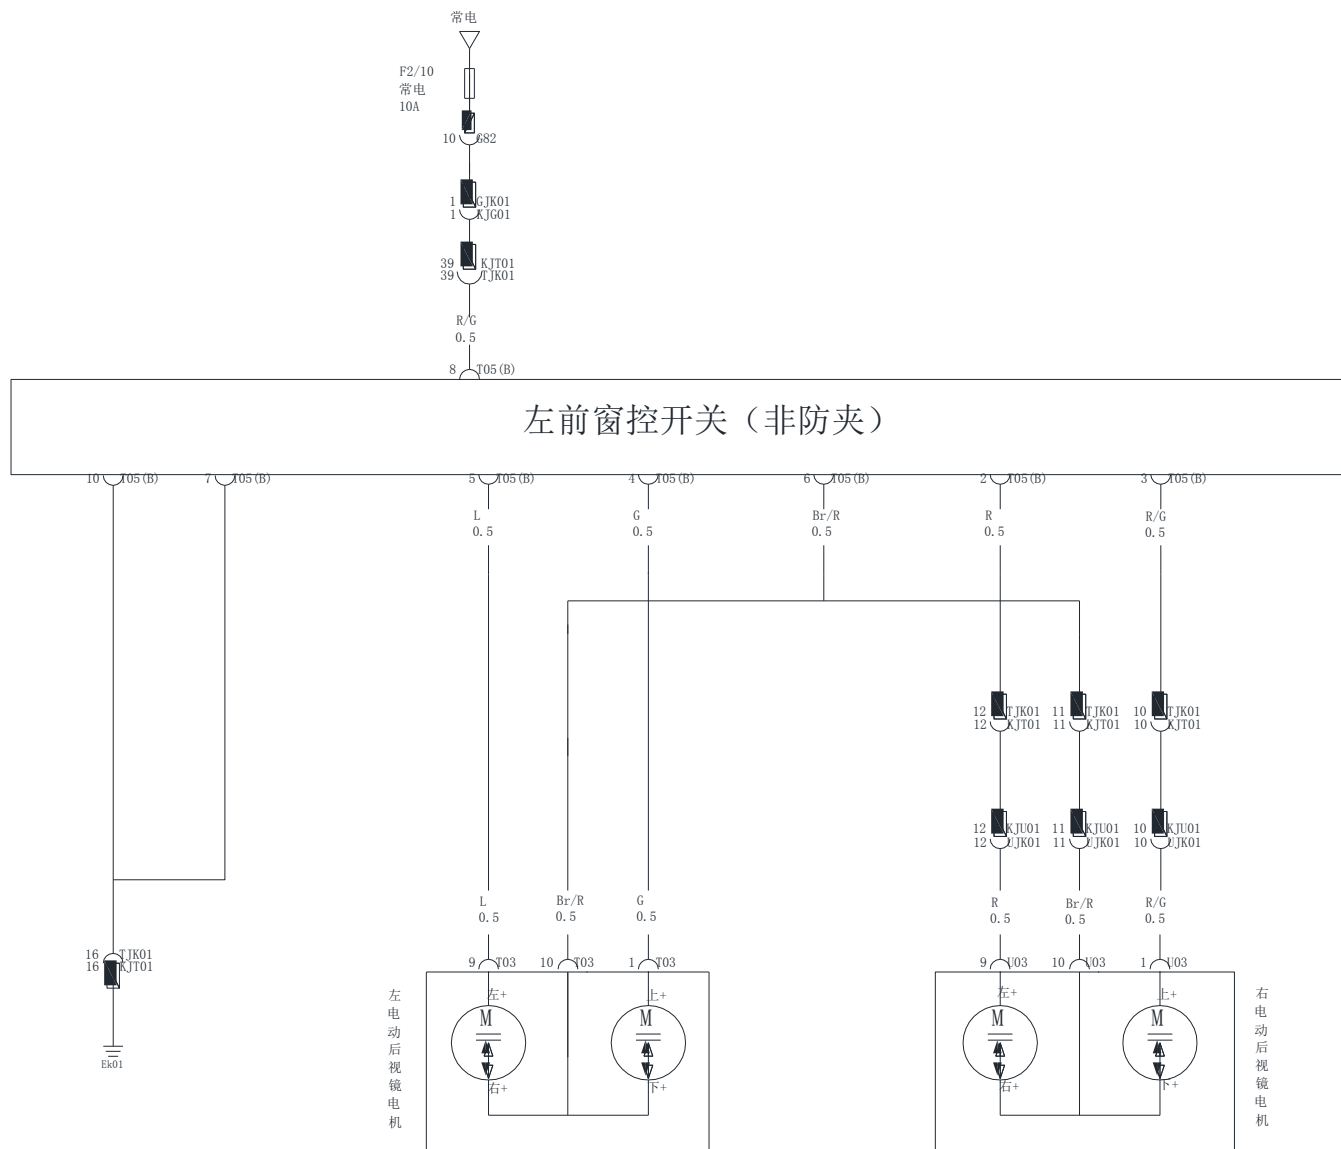 常电
F2/10
常电
10A
10 G82
1 GJK01
1 KJG01
39 KJT01
39 TJK01
R/G
0.5
8 T05(B)
左前窗控开关（非防夹）
10 T05(B) 7 T05(B) 5 T05(B) 4 T05(B) 6 T05(B) 2 T05(B) 3 T05(B)
L G Br/R R R/G
0.5 0.5 0.5 0.5 0.5
12 TJK01 11 TJK01 10 TJK01
12 KJT01 11 KJT01 10 KJT01
12 KJU01 11 KJU01 10 KJU01
12 UJK01 11 UJK01 10 UJK01
L Br/R G R Br/R R/G
0.5 0.5 0.5 0.5 0.5 0.5
16 TJK01
16 KJT01
Ek01
9 T03 10 T03 1 T03 9 U03 10 U03 1 U03
左电动后视镜电机
左+ 上+
M M
右+ 下+
左+ 上+
M M
右+ 下+
右电动后视镜电机